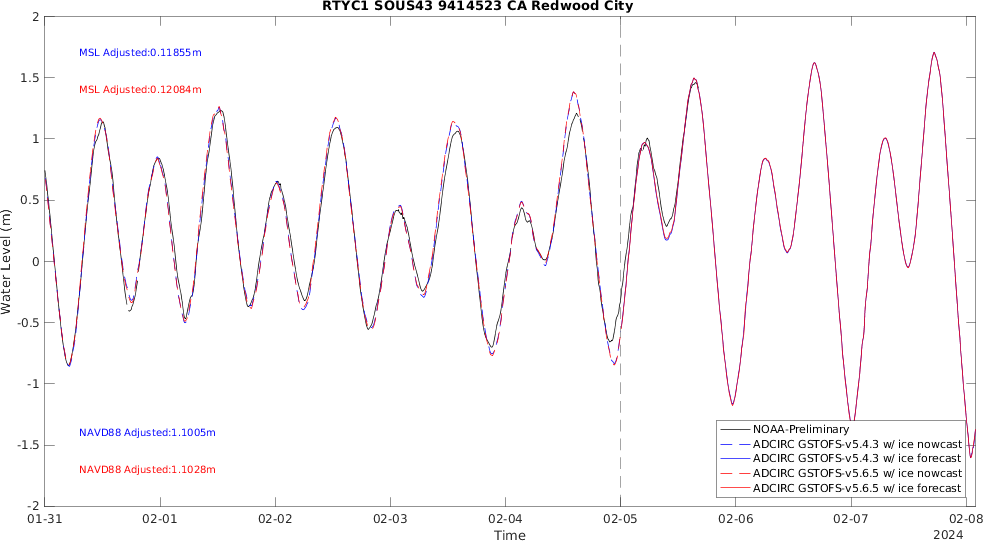 RTYC1 SOUS43 9414523 CA Redwood City
2
1.5
1
0.5
0
-0.5
-1
-1.5
-2
Water Level (m)
MSL Adjusted:0.11855m
MSL Adjusted:0.12084m
NAVD88 Adjusted:1.1005m
NAVD88 Adjusted:1.1028m
NOAA-Preliminary
ADCIRC GSTOFS-v5.4.3 w/ ice nowcast
ADCIRC GSTOFS-v5.4.3 w/ ice forecast
ADCIRC GSTOFS-v5.6.5 w/ ice nowcast
ADCIRC GSTOFS-v5.6.5 w/ ice forecast
01-31 02-01 02-02 02-03 02-04 02-05 02-06 02-07 02-08
Time
2024